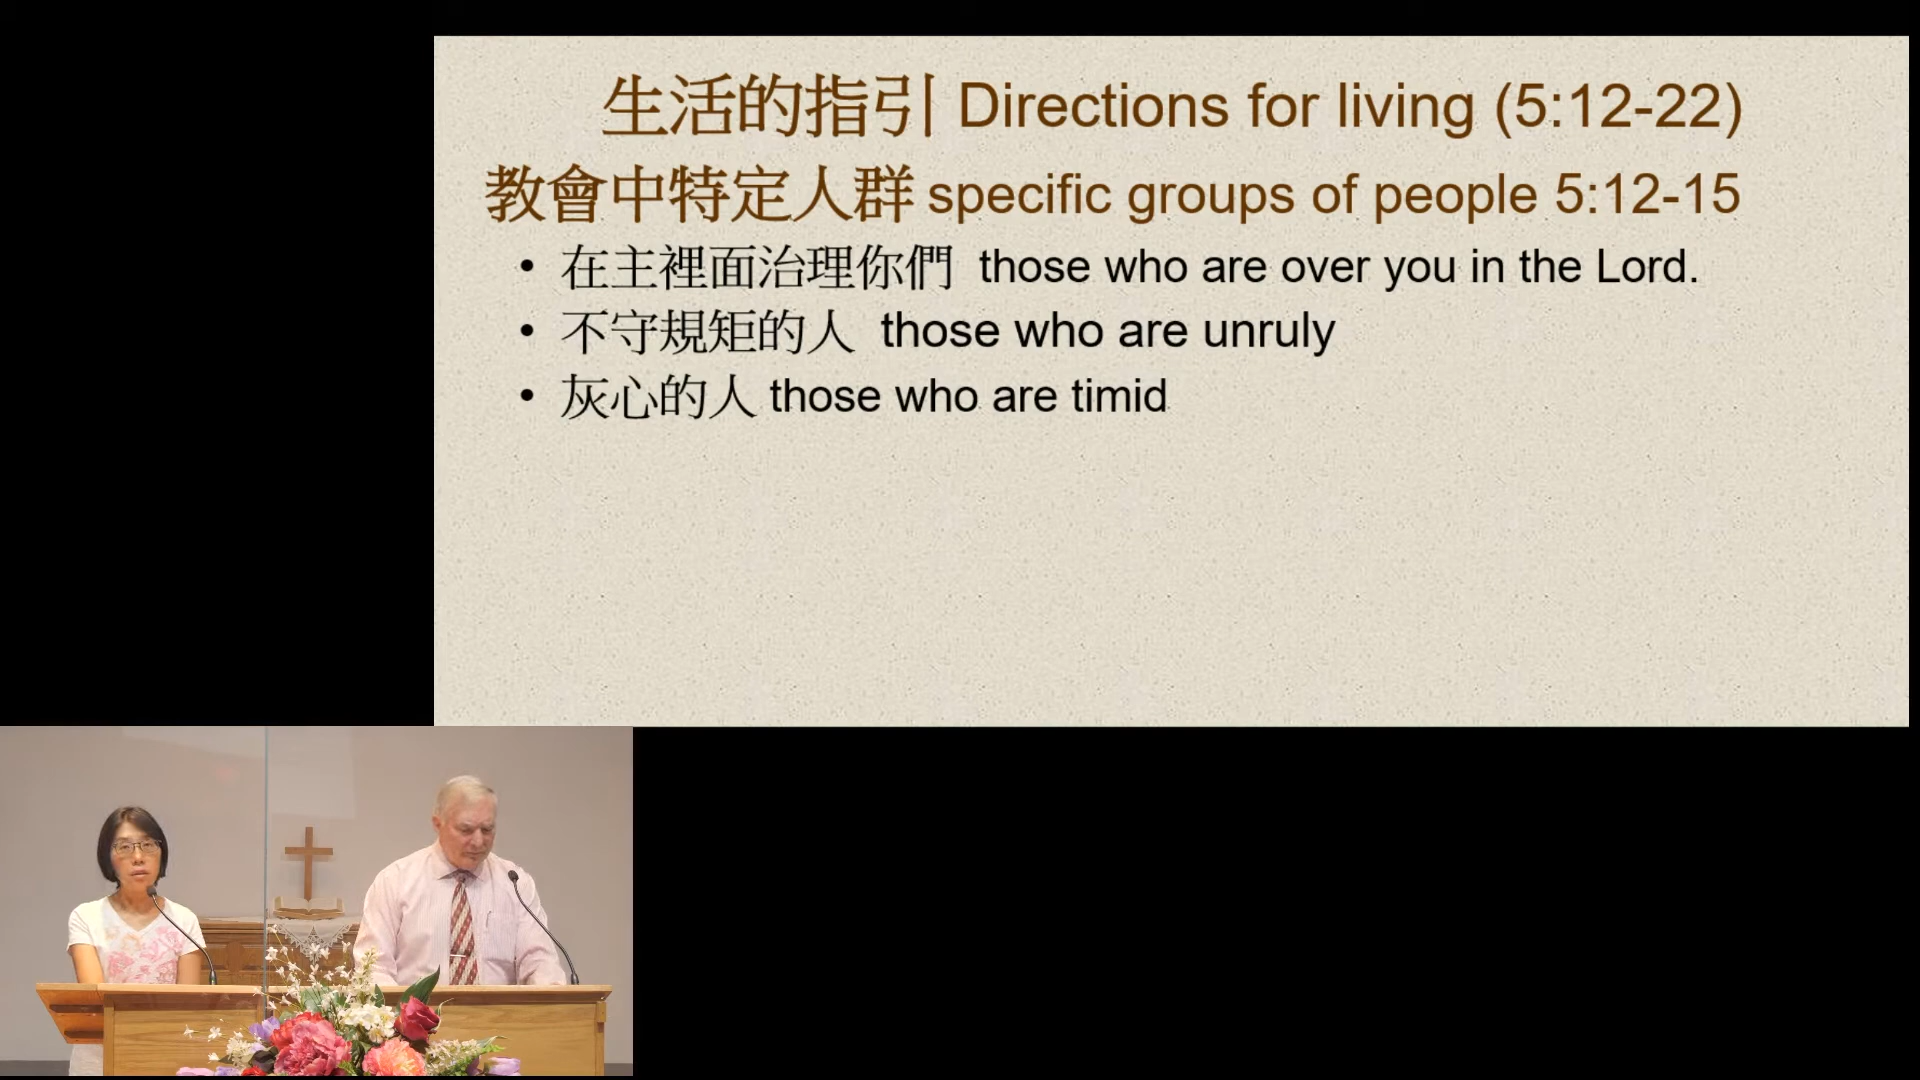 生活的指引 Directions for living (5:12-22)
教會中特定人群 specific groups of people 5:12-15
• 在主裡面治理你們 those who are over you in the Lord.
• 不守規矩的人 those who are unruly
• 灰心的人 those who are timid